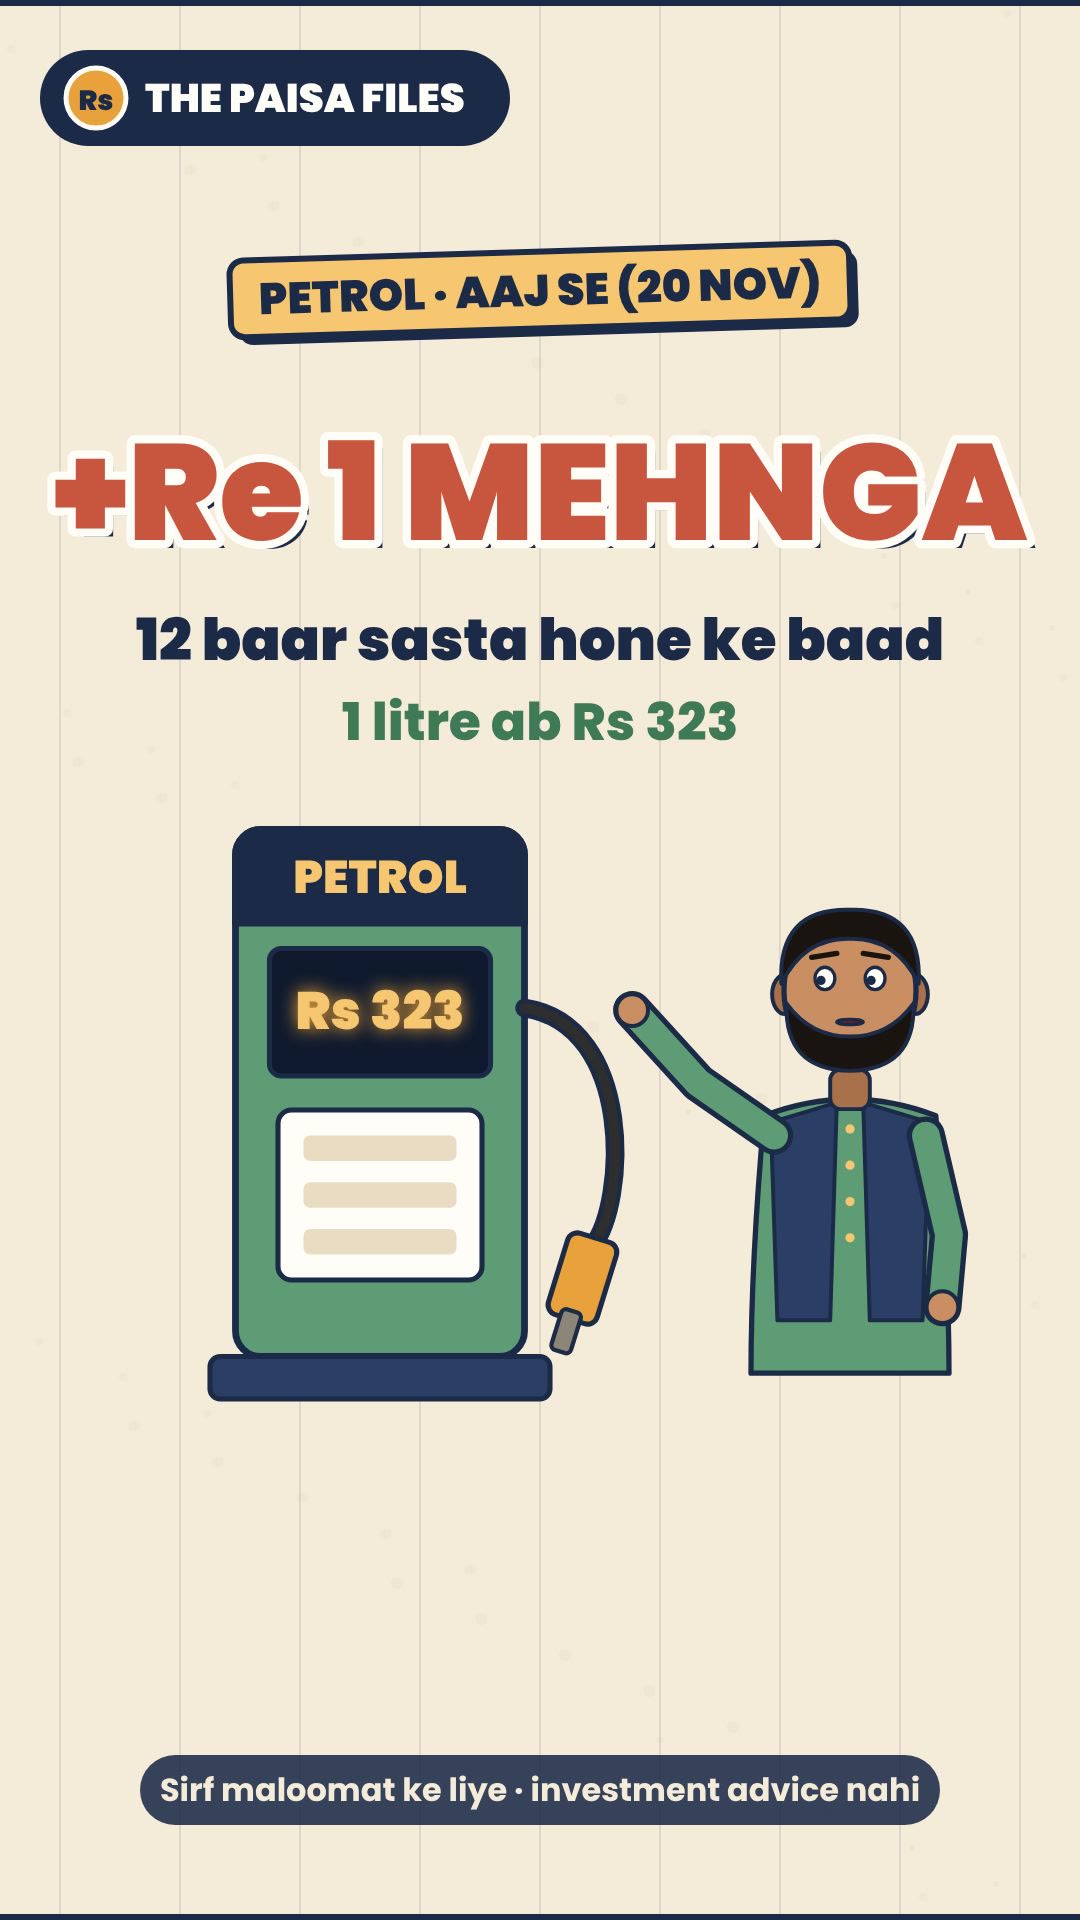 Rs THE PAISA FILES
PETROL · AAJ SE (20 NOV)
+Re 1 MEHNGA
12 baar sasta hone ke baad
1 litre ab Rs 323
PETROL
Rs 323
Sirf maloomat ke liye · investment advice nahi